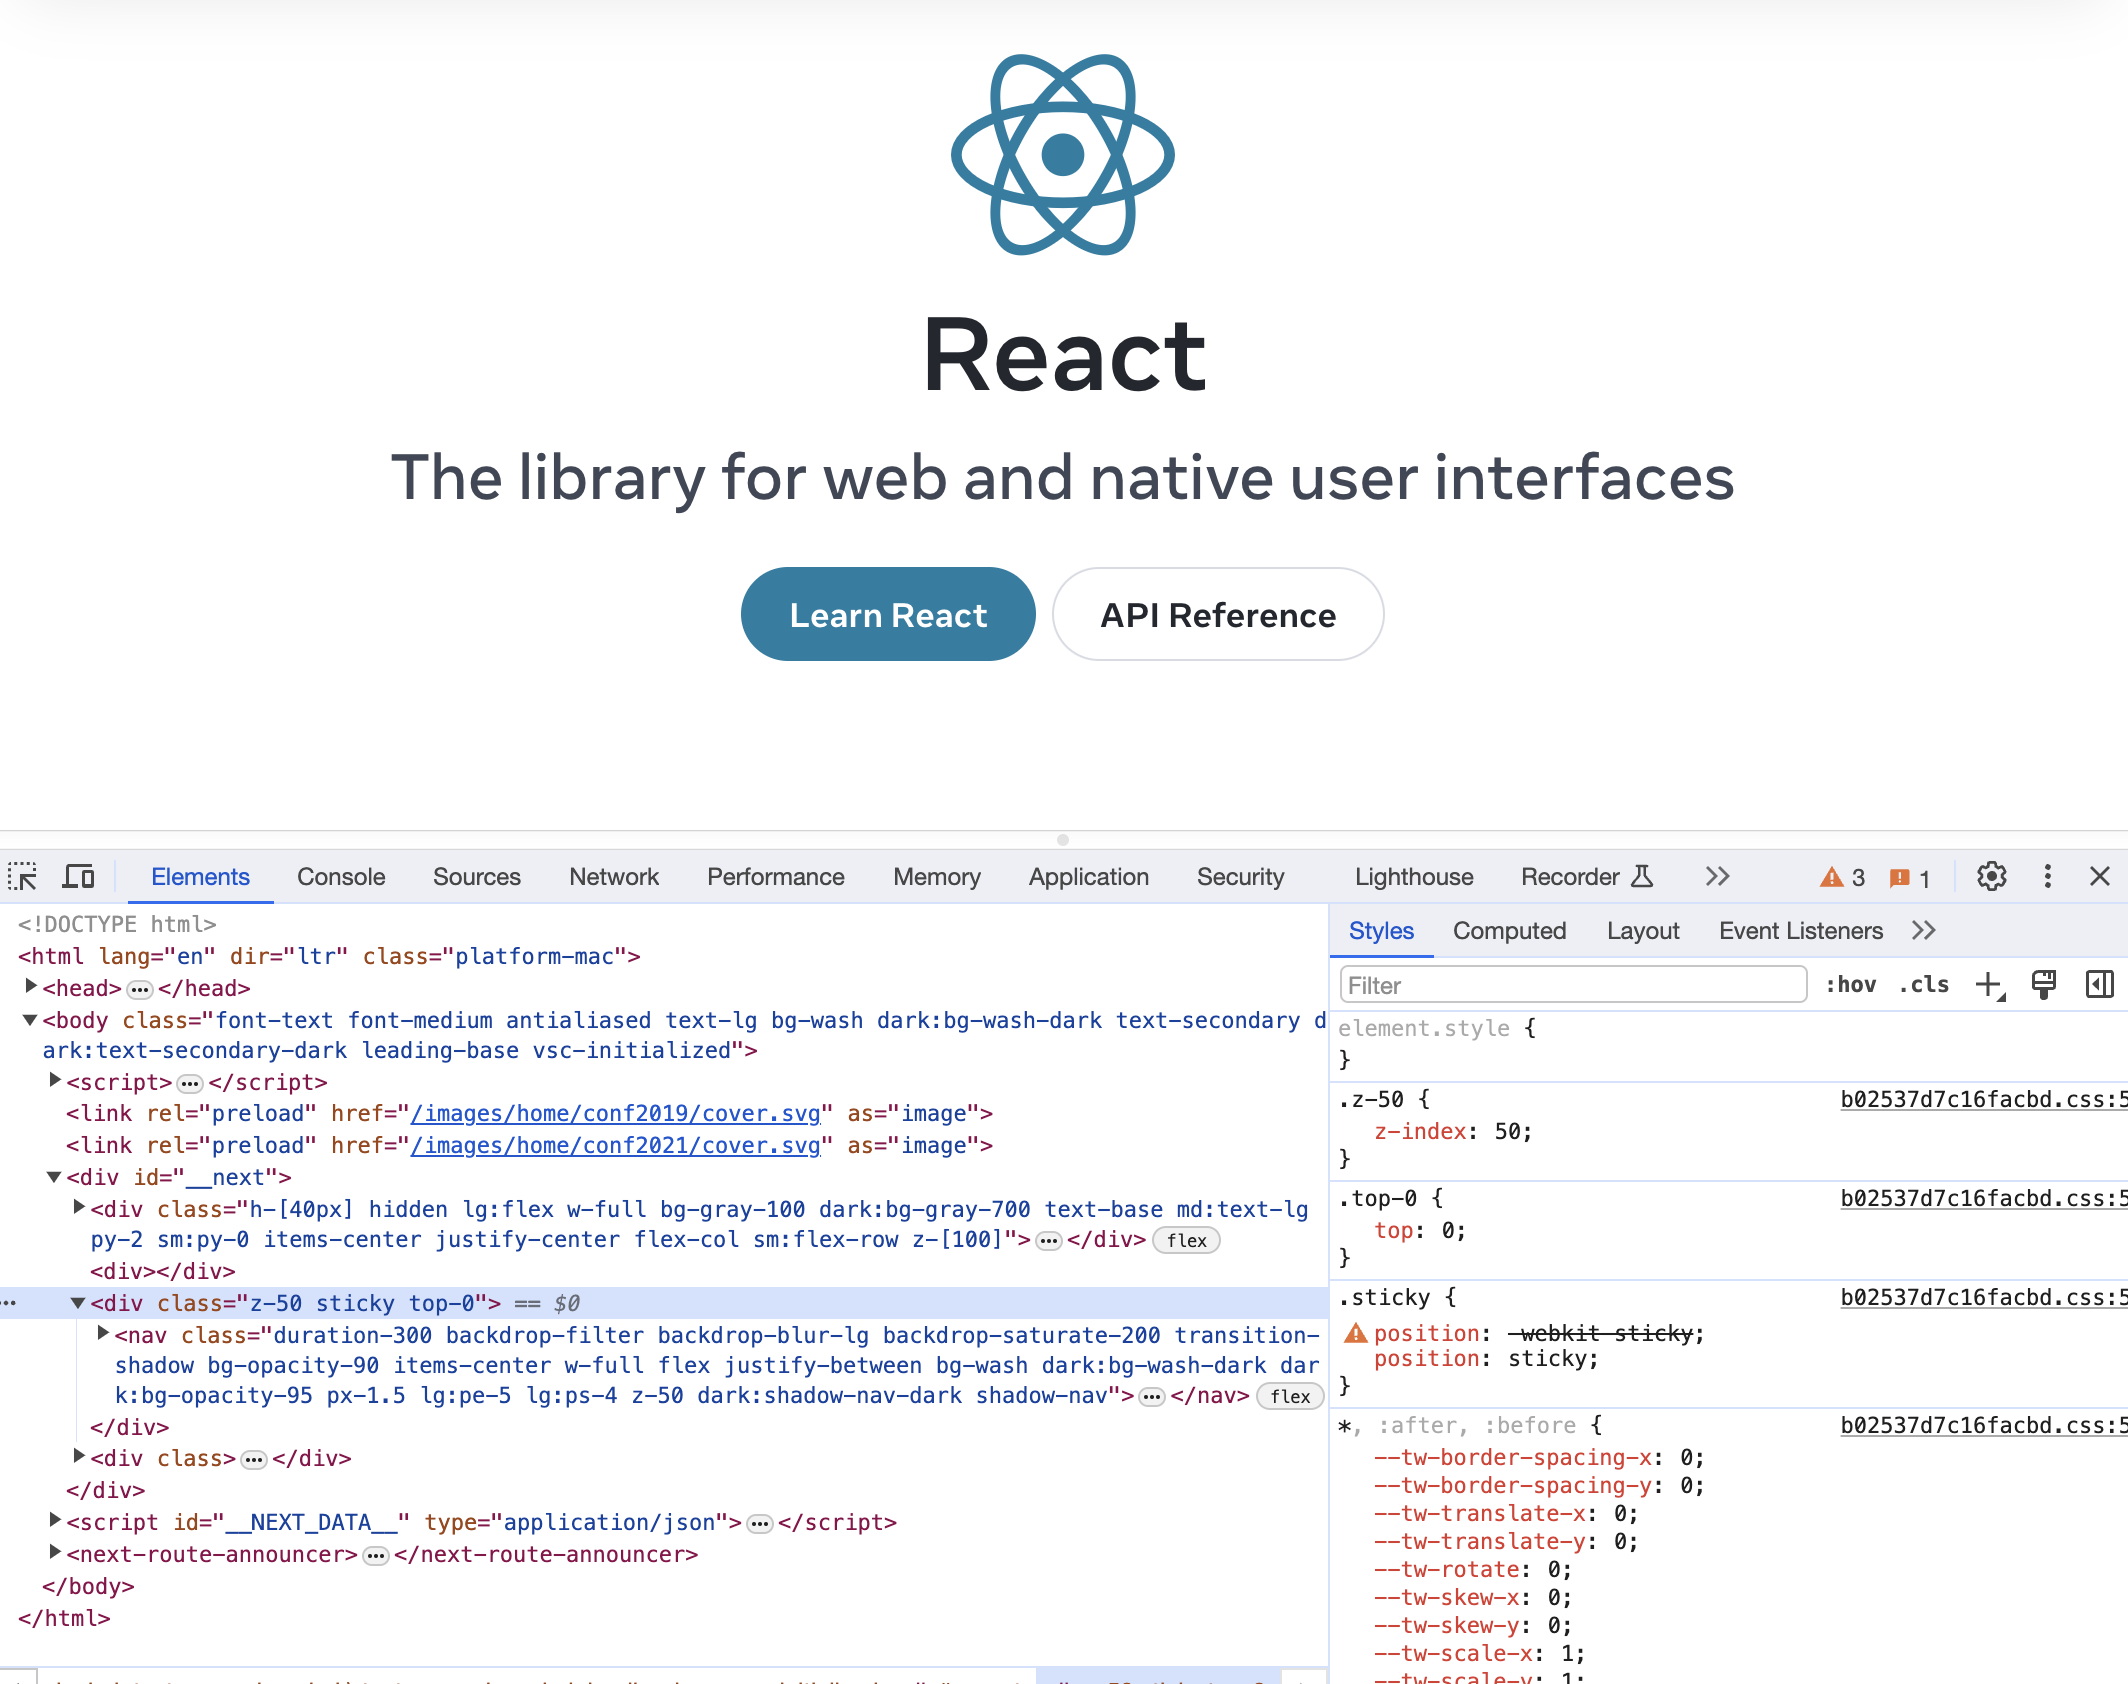 React
The library for web and native user interfaces
Learn React API Reference
Elements Console Sources Network Performance Memory Application Security Lighthouse Recorder 3 1
<!DOCTYPE html>
<html lang="en" dir="ltr" class="platform-mac">
<head> </head>
<body class="font-text font-medium antialiased text-lg bg-wash dark:bg-wash-dark text-secondary d
ark:text-secondary-dark leading-base vsc-initialized">
<script> </script>
<link rel="preload" href="/images/home/conf2019/cover.svg" as="image">
<link rel="preload" href="/images/home/conf2021/cover.svg" as="image">
<div id="__next">
<div class="h-[40px] hidden lg:flex w-full bg-gray-100 dark:bg-gray-700 text-base md:text-lg
py-2 sm:py-0 items-center justify-center flex-col sm:flex-row z-[100]"> </div> flex
<div></div>
<div class="z-50 sticky top-0"> == $0
<nav class="duration-300 backdrop-filter backdrop-blur-lg backdrop-saturate-200 transition-
shadow bg-opacity-90 items-center w-full flex justify-between bg-wash dark:bg-wash-dark dar
k:bg-opacity-95 px-1.5 lg:pe-5 lg:ps-4 z-50 dark:shadow-nav-dark shadow-nav"> </nav> flex
</div>
<div class> </div>
</div>
<script id="__NEXT_DATA__" type="application/json"> </script>
<next-route-announcer> </next-route-announcer>
</body>
</html>
Styles Computed Layout Event Listeners
Filter :hov .cls
element.style {
}
.z-50 { b02537d7c16facbd.css:5
z-index: 50;
}
.top-0 { b02537d7c16facbd.css:5
top: 0;
}
.sticky { b02537d7c16facbd.css:5
position: -webkit-sticky;
position: sticky;
}
*, :after, :before { b02537d7c16facbd.css:5
--tw-border-spacing-x: 0;
--tw-border-spacing-y: 0;
--tw-translate-x: 0;
--tw-translate-y: 0;
--tw-rotate: 0;
--tw-skew-x: 0;
--tw-skew-y: 0;
--tw-scale-x: 1;
--tw-scale-y: 1;